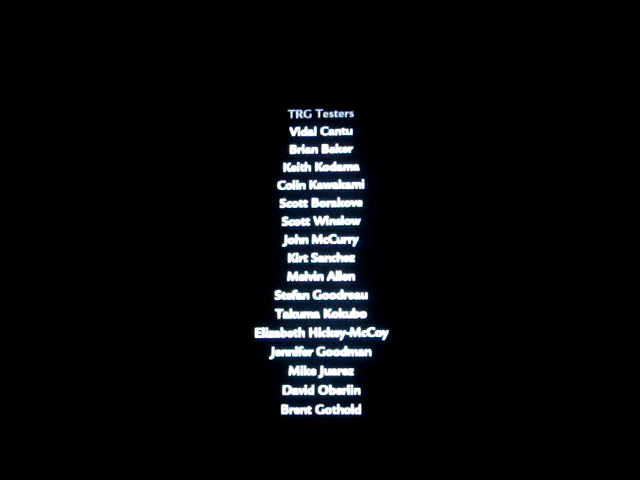 TRG Testers
Vidal Cantu
Brian Baker
Keith Kodama
Colin Kawakami
Scott Borakove
Scott Winslow
John McCurry
Kirt Sanchez
Melvin Allen
Stefan Goodreau
Takuma Kokubo
Elizabeth Hickey-McCoy
Jennifer Goodman
Mike Juarez
David Oberlin
Brent Gothold